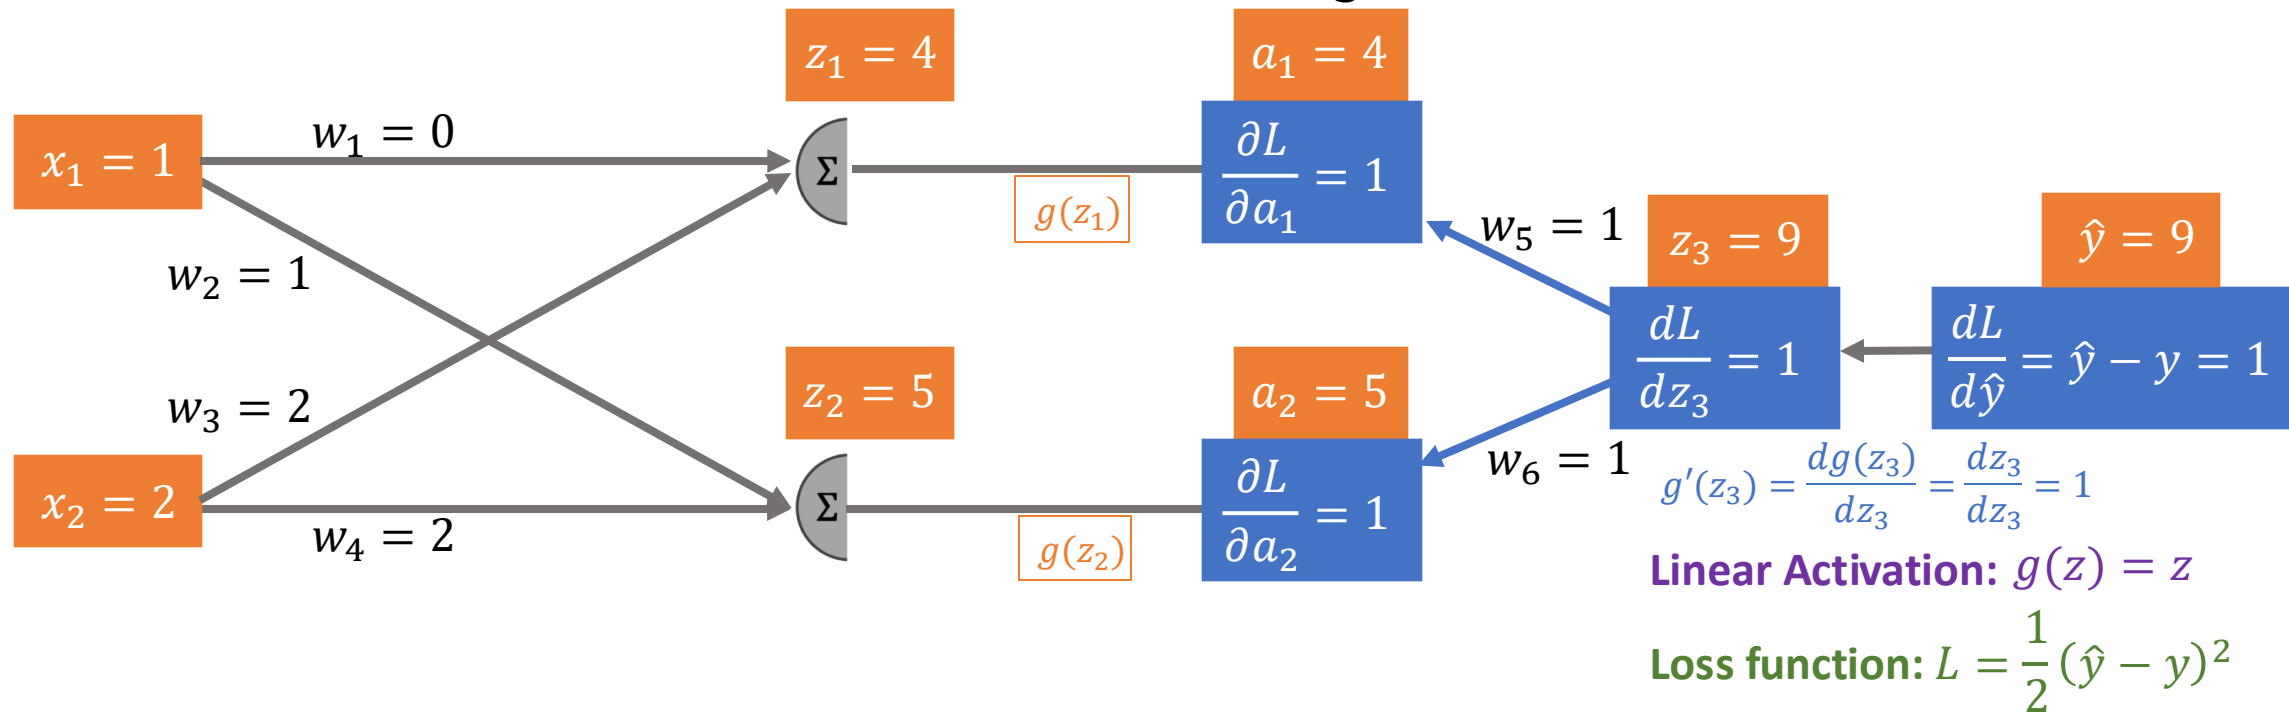 z₁ = 4
a₁ = 4
x₁ = 1
w₁ = 0
Σ
g(z₁)
∂L/∂a₁ = 1
w₅ = 1
z₃ = 9
ŷ = 9
w₂ = 1
dL/dz₃ = 1
dL/dŷ = ŷ − y = 1
w₃ = 2
z₂ = 5
a₂ = 5
x₂ = 2
w₄ = 2
Σ
g(z₂)
∂L/∂a₂ = 1
w₆ = 1
g′(z₃) = dg(z₃)/dz₃ = dz₃/dz₃ = 1
Linear Activation: g(z) = z
Loss function: L = 1/2 (ŷ − y)²